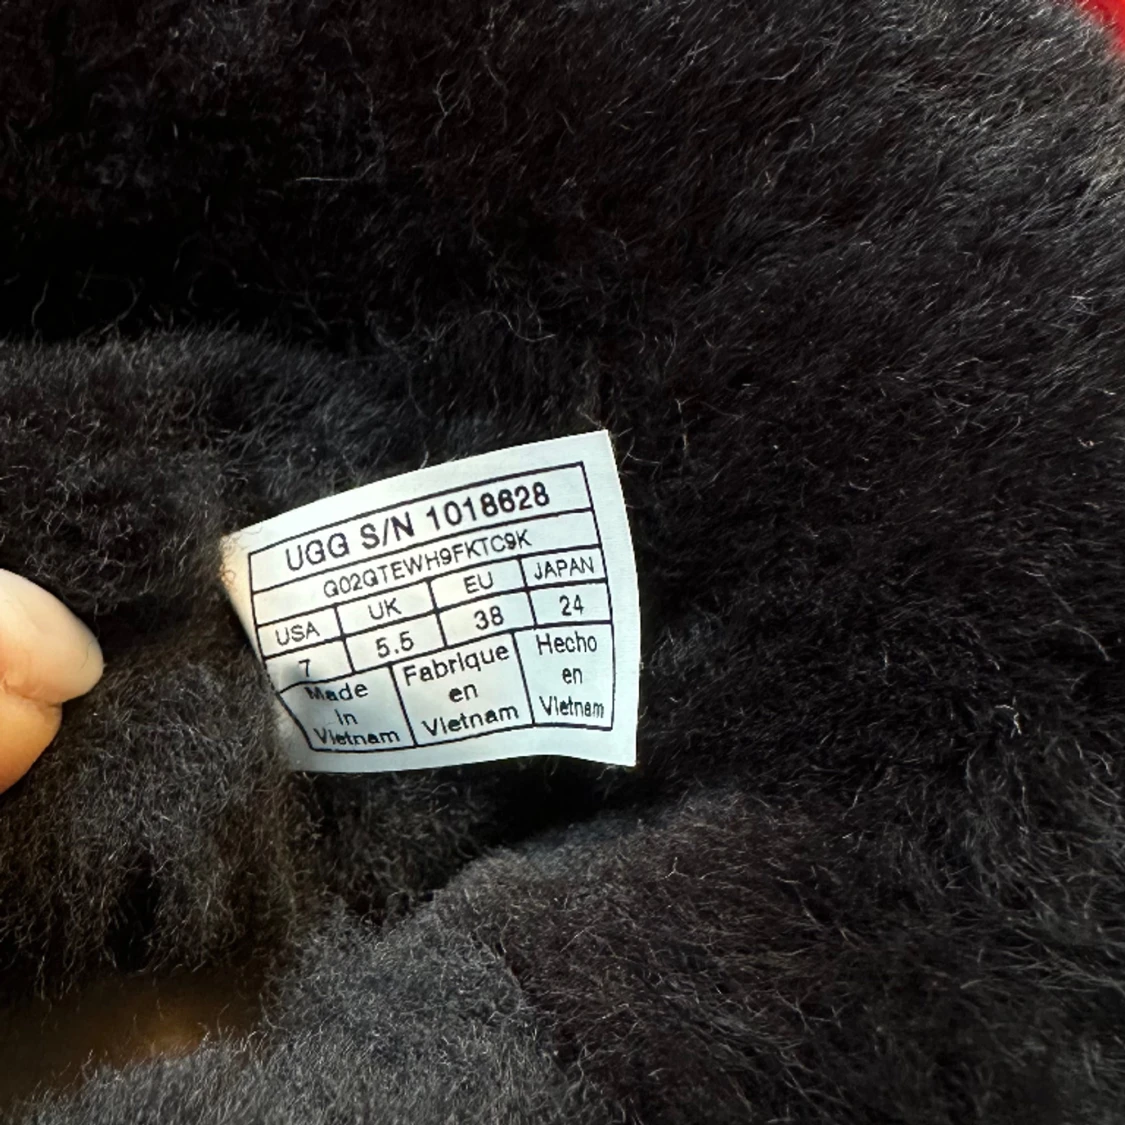 UGG S/N 1018628
Q02QTEWH9FKTC9K
USA UK EU JAPAN
7 5.5 38 24
Made
in
Vietnam
Fabrique
en
Vietnam
Hecho
en
Vietnam